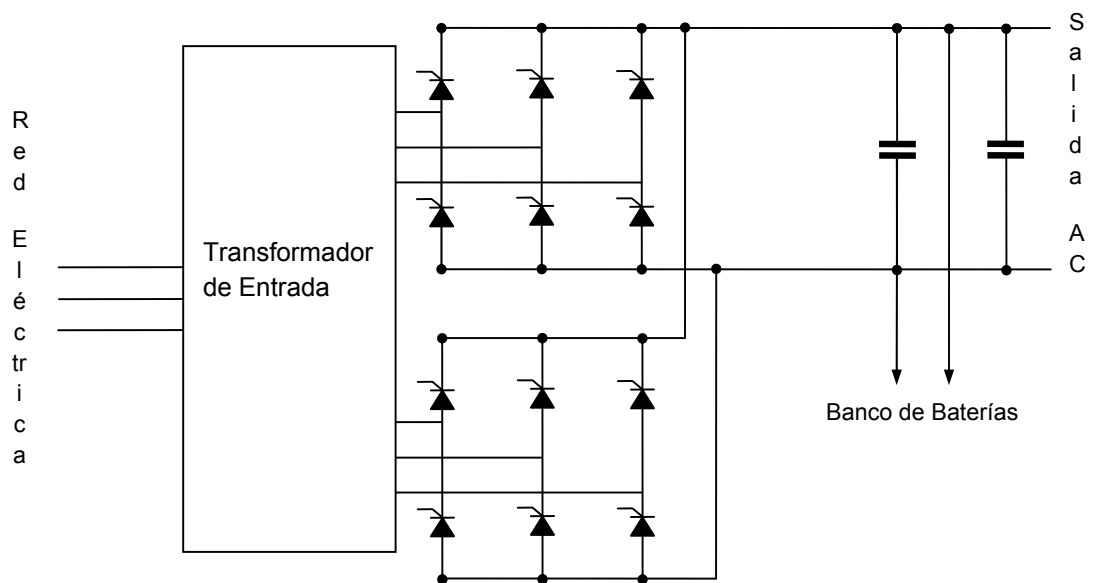 Red Eléctrica
Transformador
de Entrada
Salida AC
Banco de Baterías